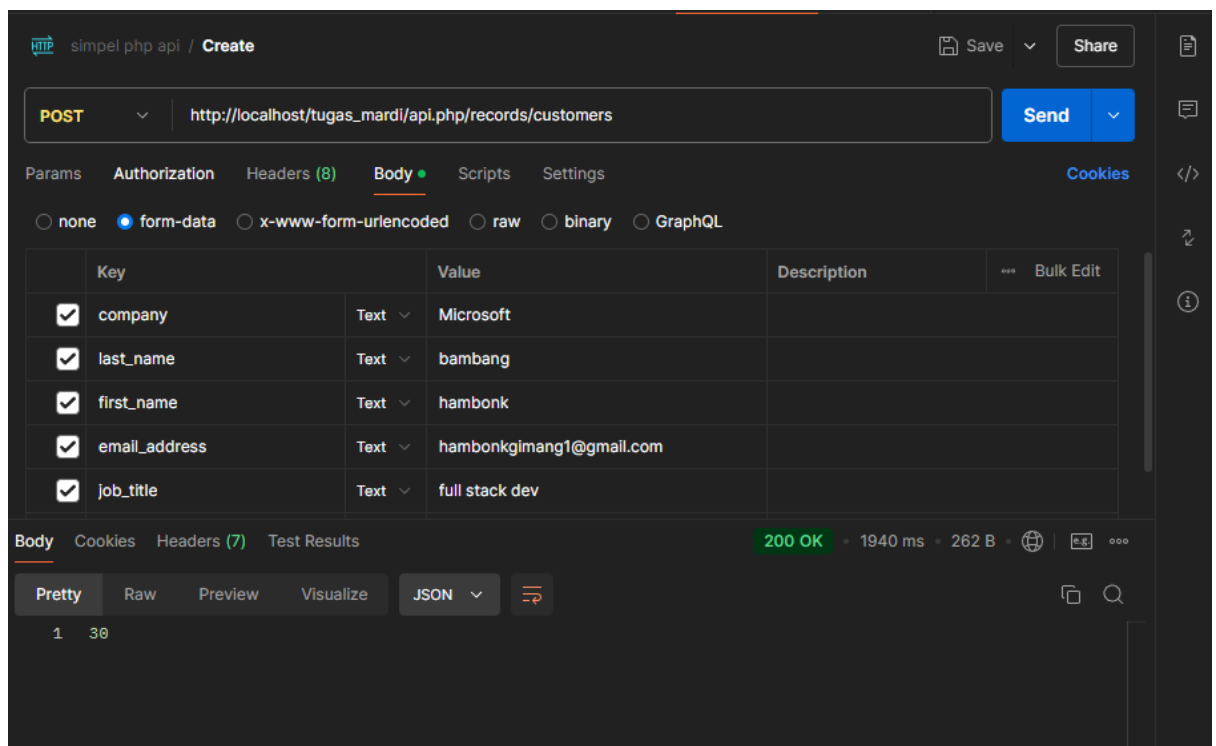 HTTP simpel php api / Create Save Share
POST http://localhost/tugas_mardi/api.php/records/customers Send
Params Authorization Headers (8) Body Scripts Settings Cookies
none form-data x-www-form-urlencoded raw binary GraphQL
Key Value Description Bulk Edit
company Text Microsoft
last_name Text bambang
first_name Text hambonk
email_address Text hambonkgimang1@gmail.com
job_title Text full stack dev
Body Cookies Headers (7) Test Results 200 OK 1940 ms 262 B e.g.
Pretty Raw Preview Visualize JSON
1 30